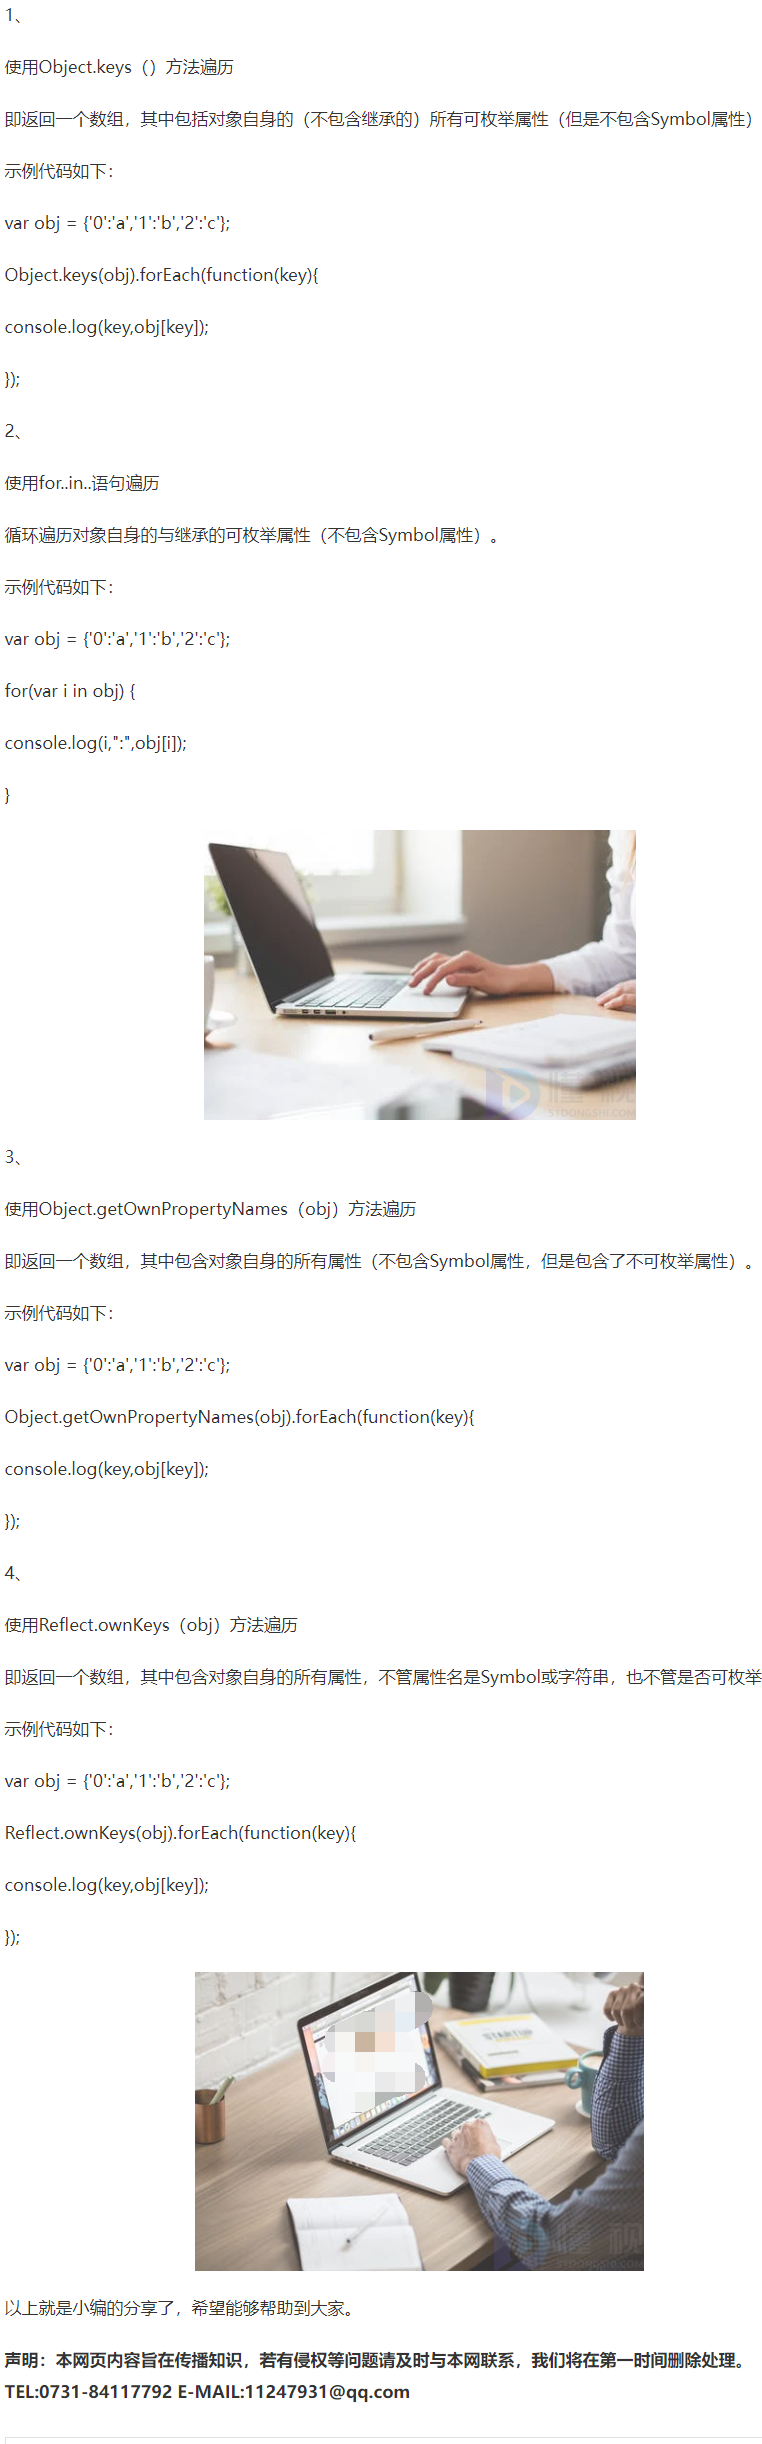 1、
使用Object.keys（）方法遍历
即返回一个数组，其中包括对象自身的（不包含继承的）所有可枚举属性（但是不包含Symbol属性）
示例代码如下：
var obj = {'0':'a','1':'b','2':'c'};
Object.keys(obj).forEach(function(key){
console.log(key,obj[key]);
});
2、
使用for..in..语句遍历
循环遍历对象自身的与继承的可枚举属性（不包含Symbol属性）。
示例代码如下：
var obj = {'0':'a','1':'b','2':'c'};
for(var i in obj) {
console.log(i,":",obj[i]);
}
懂视
51DONGSHI.COM
3、
使用Object.getOwnPropertyNames（obj）方法遍历
即返回一个数组，其中包含对象自身的所有属性（不包含Symbol属性，但是包含了不可枚举属性）。
示例代码如下：
var obj = {'0':'a','1':'b','2':'c'};
Object.getOwnPropertyNames(obj).forEach(function(key){
console.log(key,obj[key]);
});
4、
使用Reflect.ownKeys（obj）方法遍历
即返回一个数组，其中包含对象自身的所有属性，不管属性名是Symbol或字符串，也不管是否可枚举
示例代码如下：
var obj = {'0':'a','1':'b','2':'c'};
Reflect.ownKeys(obj).forEach(function(key){
console.log(key,obj[key]);
});
STARTUP
懂视
51DONGSHI.COM
以上就是小编的分享了，希望能够帮助到大家。
声明：本网页内容旨在传播知识，若有侵权等问题请及时与本网联系，我们将在第一时间删除处理。
TEL:0731-84117792 E-MAIL:11247931@qq.com